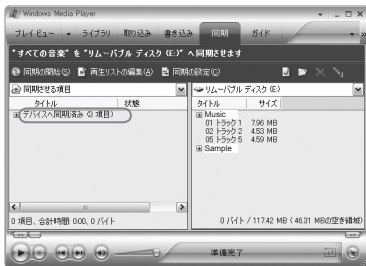 Windows Media Player
プレイ ビュー ライブラリ 取り込み 書き込み 同期 ガイド
"すべての音楽" を "リムーバブル ディスク (E:)" へ同期させます
同期の開始(S) 再生リストの編集(A) 同期の設定(C)
同期させる項目
リムーバブル ディスク (E)
タイトル 状態
タイトル サイズ
デバイスへ同期済み (3 項目)
Music
01 トラック 1 7.96 MB
02 トラック 2 4.53 MB
05 トラック 5 4.59 MB
Sample
0 項目、合計時間 0:00、0 バイト
0 バイト / 117.42 MB (46.31 MBの空き領域)
準備完了